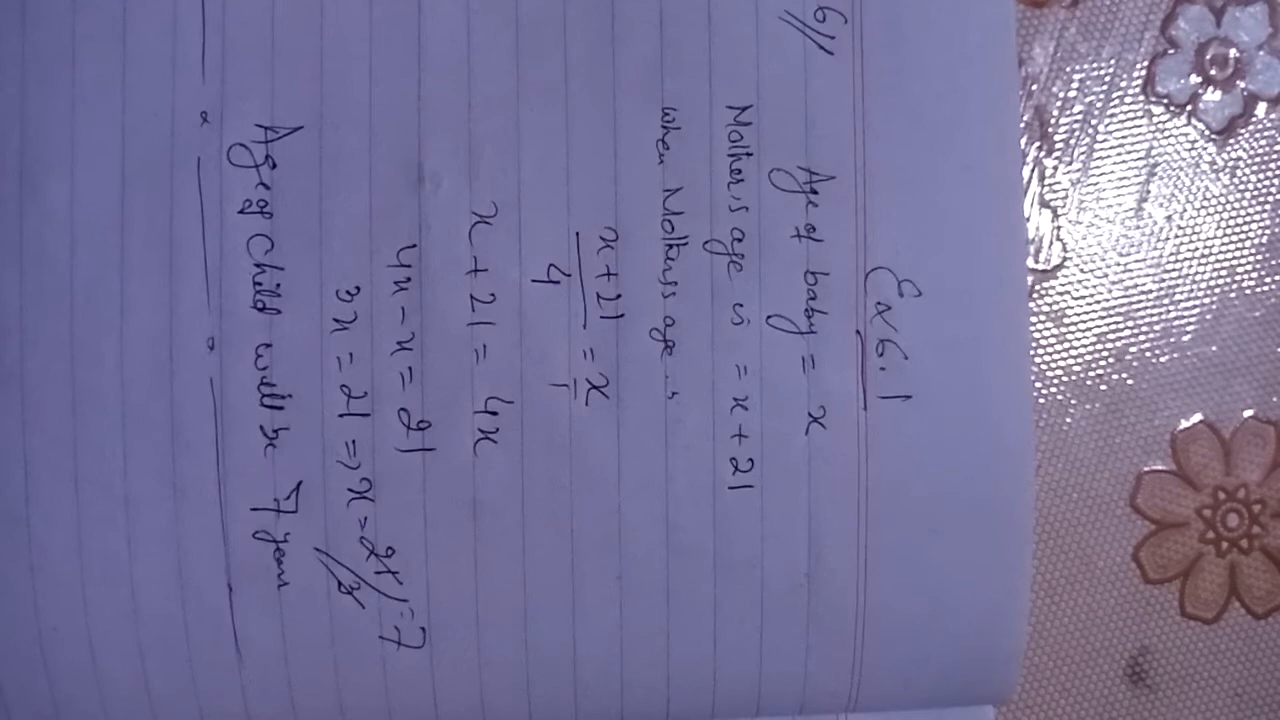 Ex 6.1
6// Age of baby = x
Mother's age is = x + 21
when Mother's age is
x + 21 / 4 = x / 1
x + 21 = 4x
4x - x = 21
3x = 21 => x = 21/3 = 7
Age of child will be 7 years